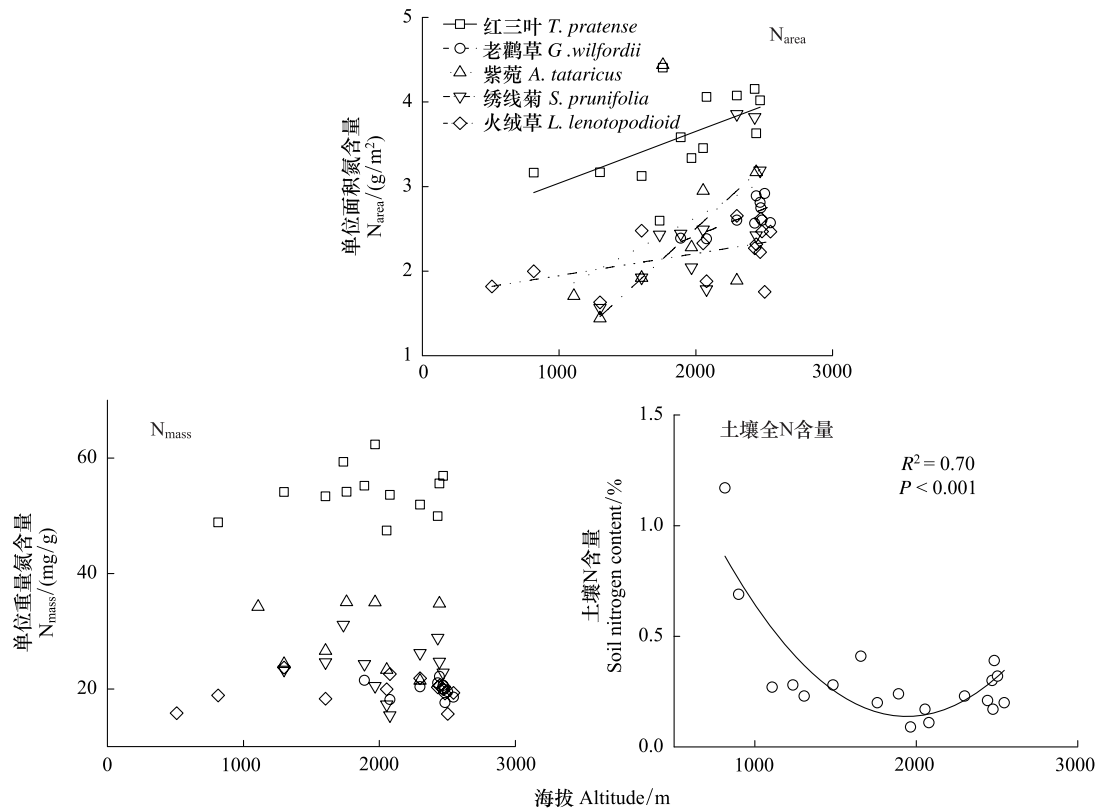 5
4
3
2
1
0
1000
2000
3000
单位面积氮含量
N_area/(g/m²)
红三叶 T. pratense
老鹳草 G .wilfordii
紫菀 A. tataricus
绣线菊 S. prunifolia
火绒草 L. lenotopodioid
N_area
60
40
20
0
1000
2000
3000
单位重量氮含量
N_mass/(mg/g)
N_mass
1.5
1.0
0.5
0.0
1000
2000
3000
土壤N含量
Soil nitrogen content/%
土壤全N含量
R² = 0.70
P < 0.001
海拔 Altitude/m